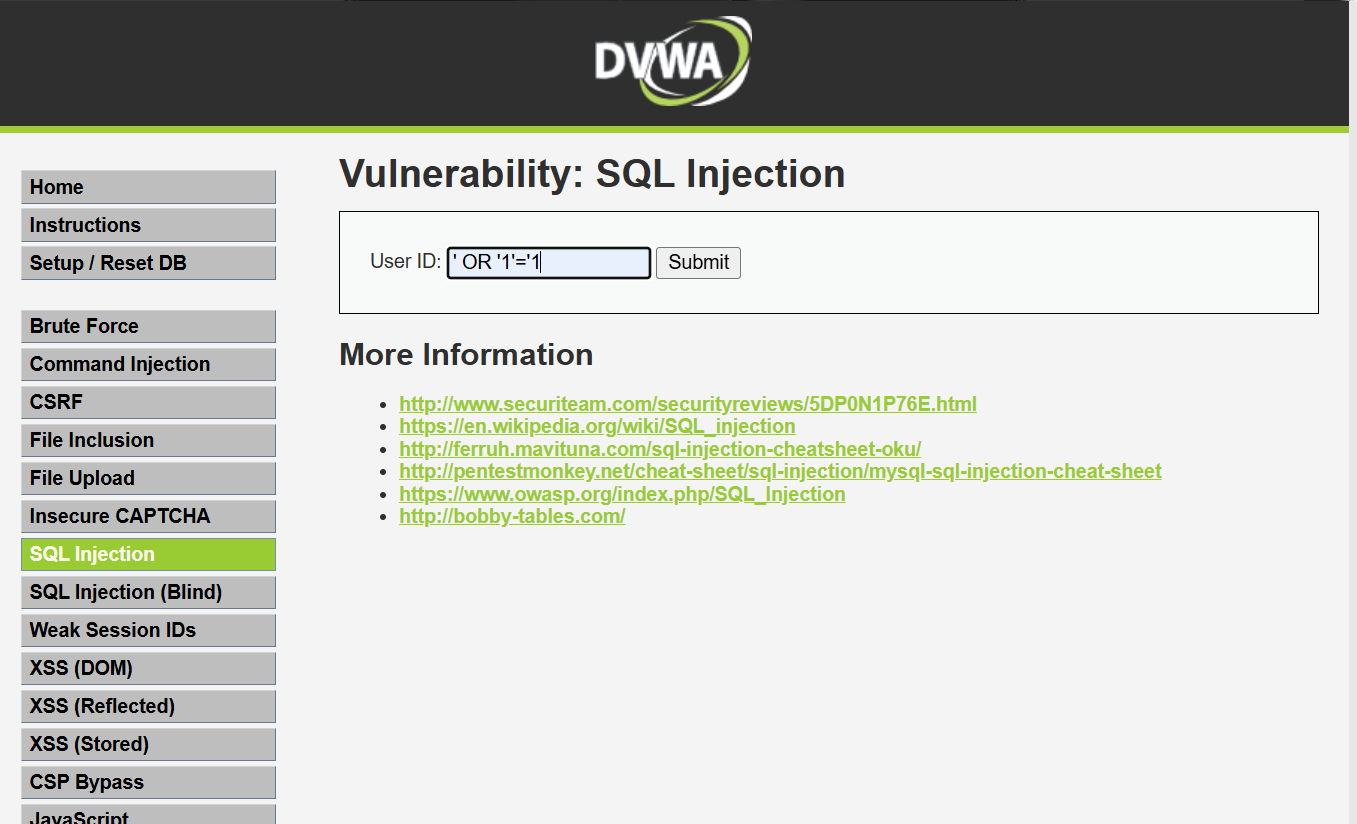 DVWA
Home
Instructions
Setup / Reset DB
Brute Force
Command Injection
CSRF
File Inclusion
File Upload
Insecure CAPTCHA
SQL Injection
SQL Injection (Blind)
Weak Session IDs
XSS (DOM)
XSS (Reflected)
XSS (Stored)
CSP Bypass
JavaScript
Vulnerability: SQL Injection
User ID: ' OR '1'='1 Submit
More Information
http://www.securiteam.com/securityreviews/5DP0N1P76E.html
https://en.wikipedia.org/wiki/SQL_injection
http://ferruh.mavituna.com/sql-injection-cheatsheet-oku/
http://pentestmonkey.net/cheat-sheet/sql-injection/mysql-sql-injection-cheat-sheet
https://www.owasp.org/index.php/SQL_Injection
http://bobby-tables.com/